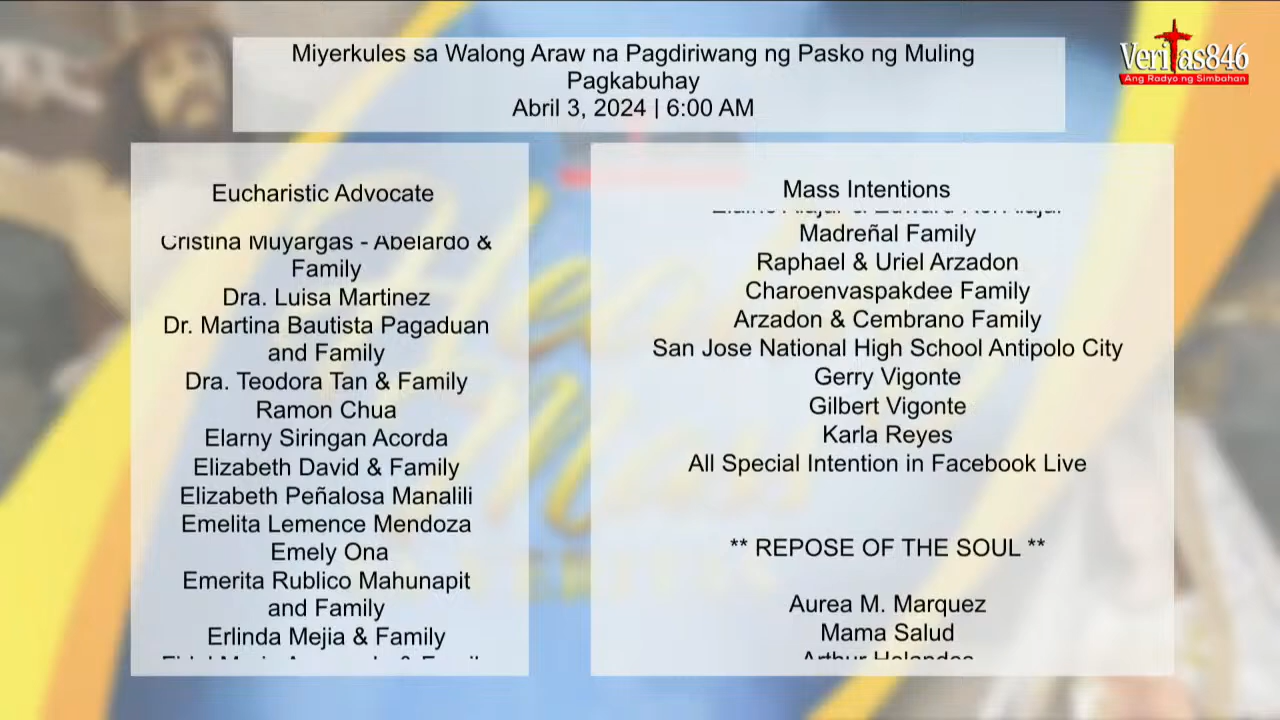 Miyerkules sa Walong Araw na Pagdiriwang ng Pasko ng Muling
Pagkabuhay
Abril 3, 2024 | 6:00 AM
Veritas846
Ang Radyo ng Simbahan
Eucharistic Advocate
Cristina Muyargas - Abelardo &
Family
Dra. Luisa Martinez
Dr. Martina Bautista Pagaduan
and Family
Dra. Teodora Tan & Family
Ramon Chua
Elarny Siringan Acorda
Elizabeth David & Family
Elizabeth Peñalosa Manalili
Emelita Lemence Mendoza
Emely Ona
Emerita Rublico Mahunapit
and Family
Erlinda Mejia & Family
Mass Intentions
Madreñal Family
Raphael & Uriel Arzadon
Charoenvaspakdee Family
Arzadon & Cembrano Family
San Jose National High School Antipolo City
Gerry Vigonte
Gilbert Vigonte
Karla Reyes
All Special Intention in Facebook Live
** REPOSE OF THE SOUL **
Aurea M. Marquez
Mama Salud